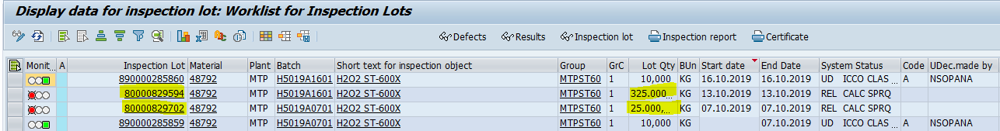 Display data for inspection lot: Worklist for Inspection Lots
Defects Results Inspection lot Inspection report Certificate
Monit... A Inspection Lot Material Plant Batch Short text for inspection object Group GrC Lot Qty BUn Start date End Date System Status Code UDec.made by
890000285860 48792 MTP H5019A1601 H2O2 ST-600X MTPST60 1 10,000 KG 16.10.2019 16.10.2019 UD ICCO CLAS ... A NSOPANA
80000829594 48792 MTP H5019A1601 H2O2 ST-600X MTPST60 1 325.000... KG 13.10.2019 13.10.2019 REL CALC SPRQ
80000829702 48792 MTP H5019A0701 H2O2 ST-600X MTPST60 1 25.000,... KG 07.10.2019 07.10.2019 REL CALC SPRQ
890000285859 48792 MTP H5019A0701 H2O2 ST-600X MTPST60 1 10,000 KG 07.10.2019 UD ICCO CLAS ... A NSOPANA